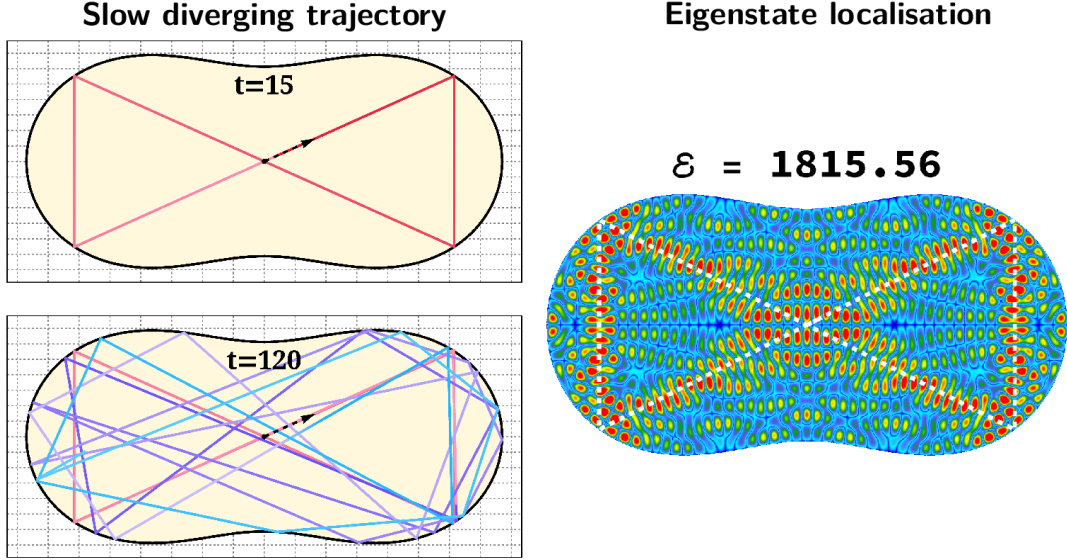 Slow diverging trajectory
t=15
t=120
Eigenstate localisation
ℰ = 1815.56